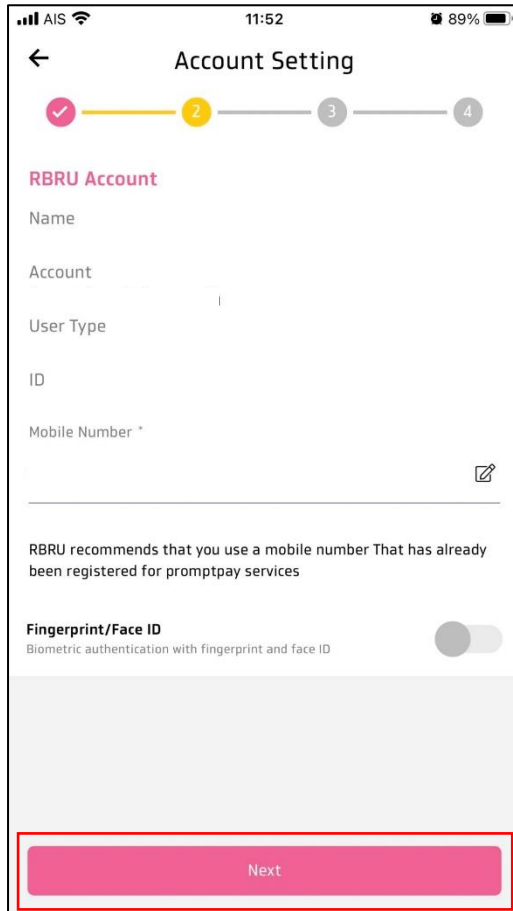 AIS 11:52 89%
Account Setting
2 3 4
RBRU Account
Name
Account
User Type
ID
Mobile Number *
RBRU recommends that you use a mobile number That has already
been registered for promptpay services
Fingerprint/Face ID
Biometric authentication with fingerprint and face ID
Next